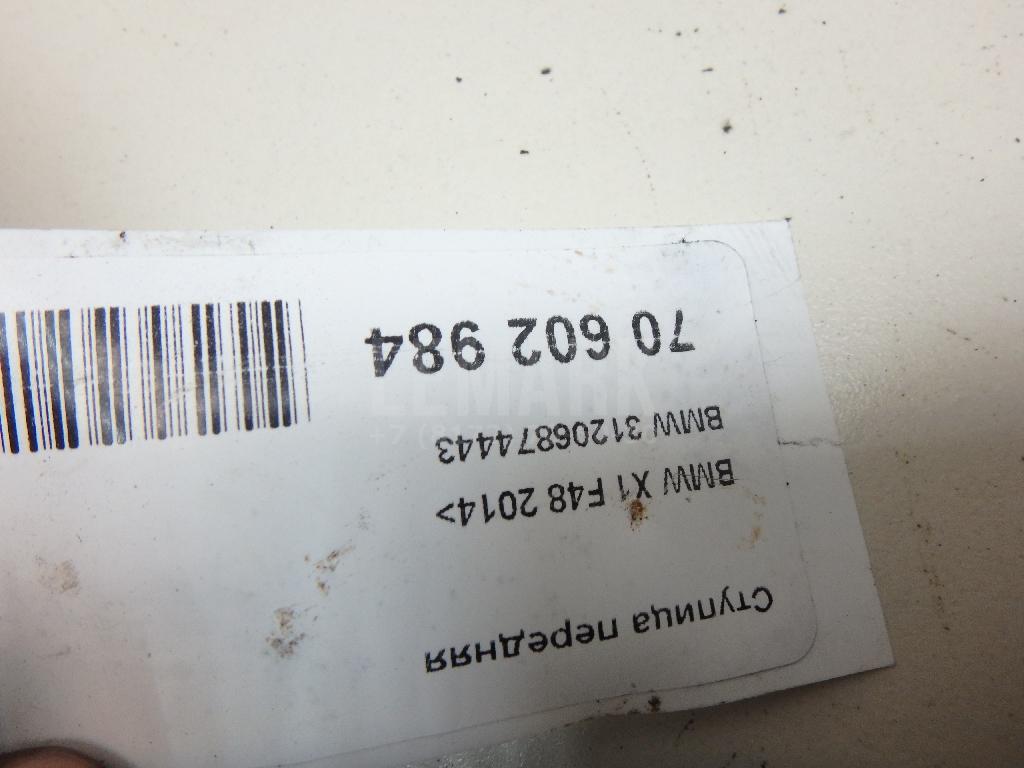 70 602 984
BMW 31206874443
BMW X1 F48 2014>
Ступица передняя